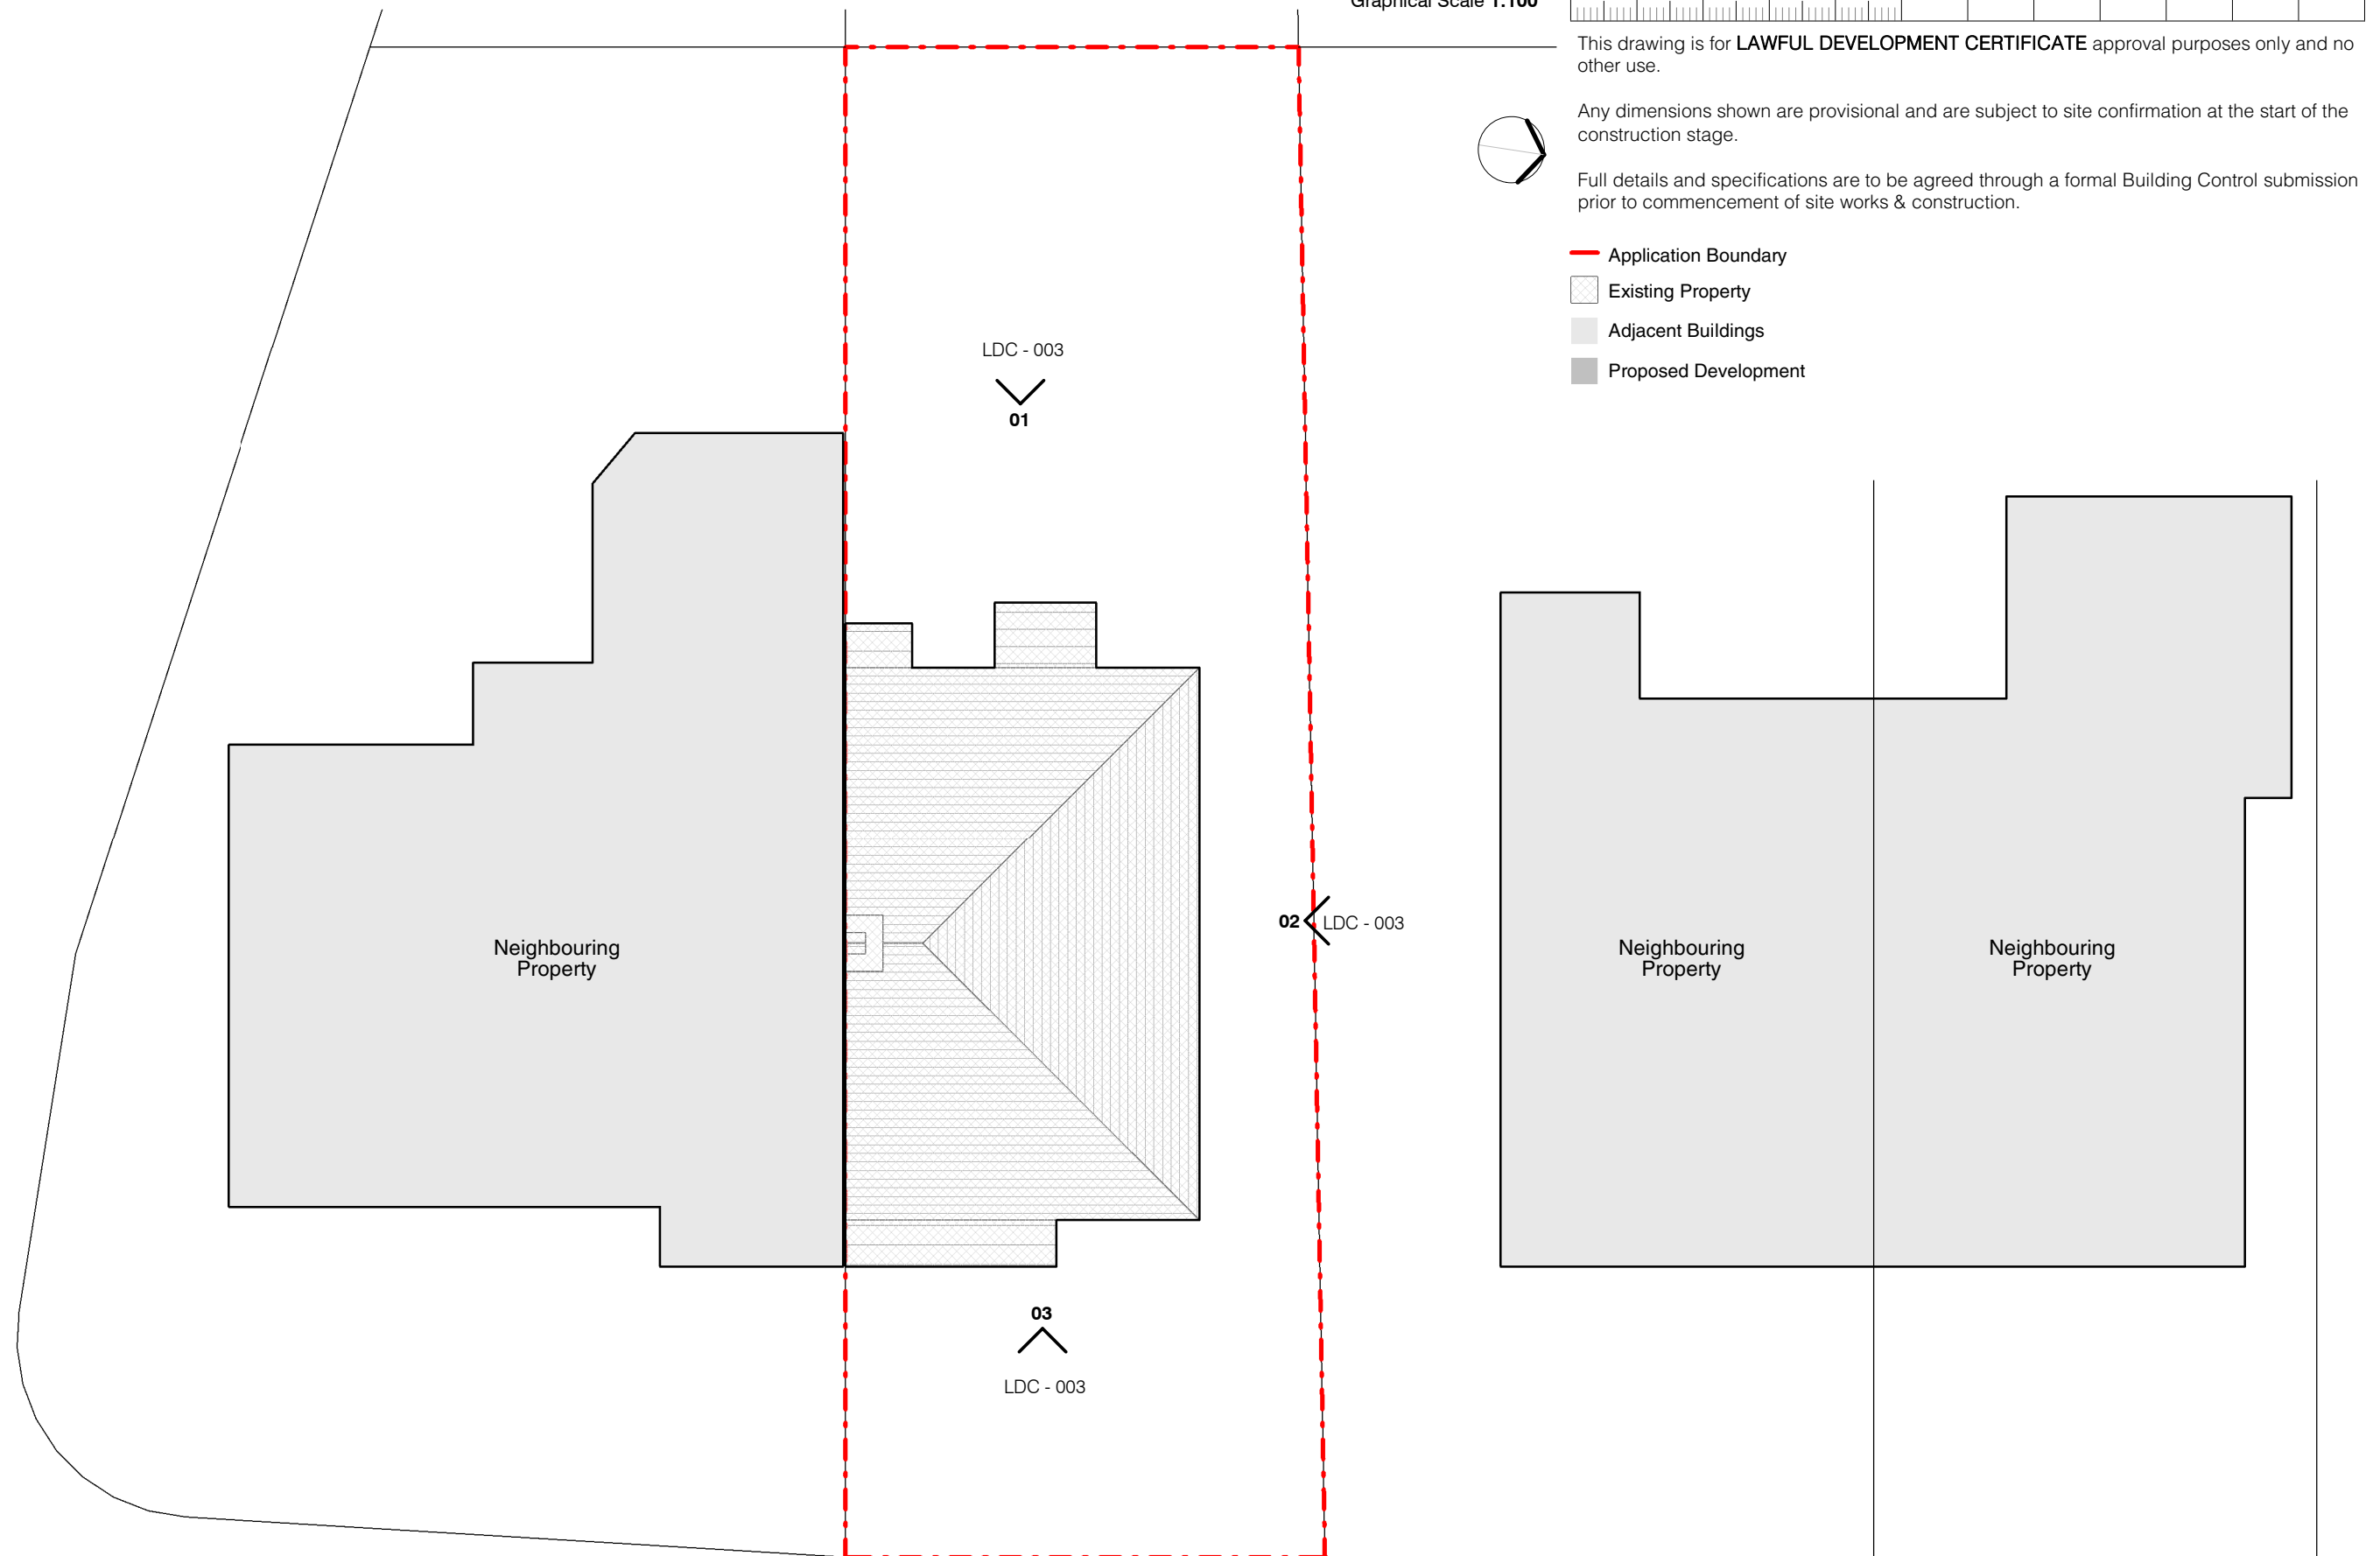 Graphical Scale 1:100
This drawing is for LAWFUL DEVELOPMENT CERTIFICATE approval purposes only and no
other use.
Any dimensions shown are provisional and are subject to site confirmation at the start of the
construction stage.
Full details and specifications are to be agreed through a formal Building Control submission
prior to commencement of site works & construction.
Application Boundary
Existing Property
Adjacent Buildings
Proposed Development
LDC - 003
01
Neighbouring
Property
02
LDC - 003
Neighbouring
Property
Neighbouring
Property
03
LDC - 003